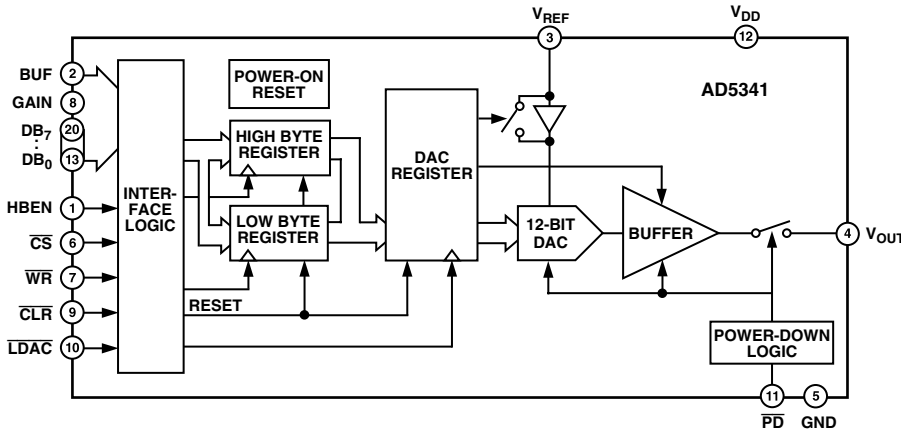 VREF
3
VDD
12
AD5341
BUF
2
GAIN
8
DB7
20
DB0
13
HBEN
1
CS
6
WR
7
CLR
9
LDAC
10
INTER-
FACE
LOGIC
POWER-ON
RESET
HIGH BYTE
REGISTER
LOW BYTE
REGISTER
RESET
DAC
REGISTER
12-BIT
DAC
BUFFER
4
VOUT
POWER-DOWN
LOGIC
11
PD
5
GND